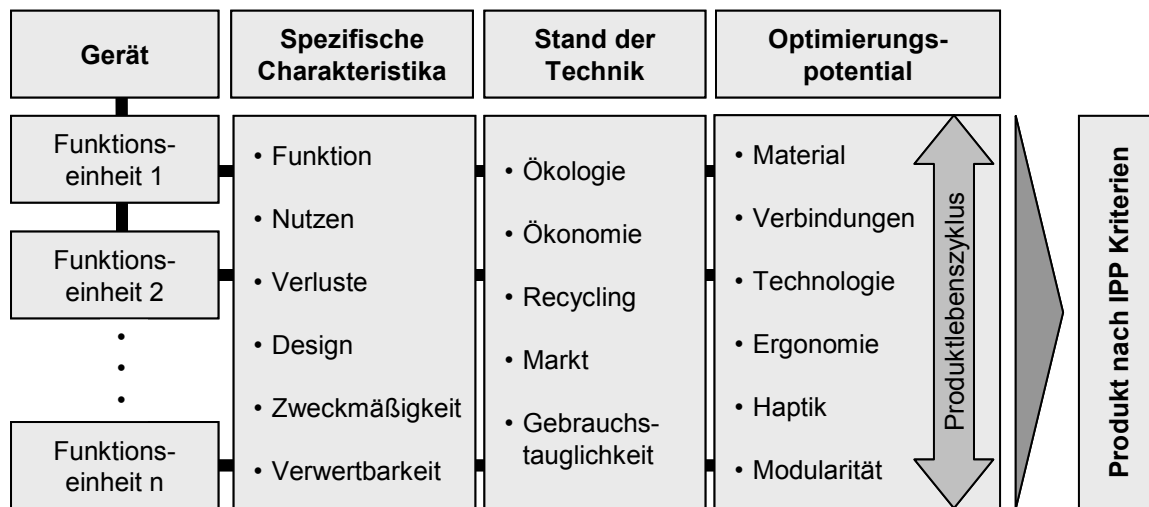 Gerät
Spezifische
Charakteristika
Stand der
Technik
Optimierungs-
potential
Funktions-
einheit 1
Funktions-
einheit 2
Funktions-
einheit n
• Funktion
• Nutzen
• Verluste
• Design
• Zweckmäßigkeit
• Verwertbarkeit
• Ökologie
• Ökonomie
• Recycling
• Markt
• Gebrauchs-
tauglichkeit
• Material
• Verbindungen
• Technologie
• Ergonomie
• Haptik
• Modularität
Produktlebenszyklus
Produkt nach IPP Kriterien